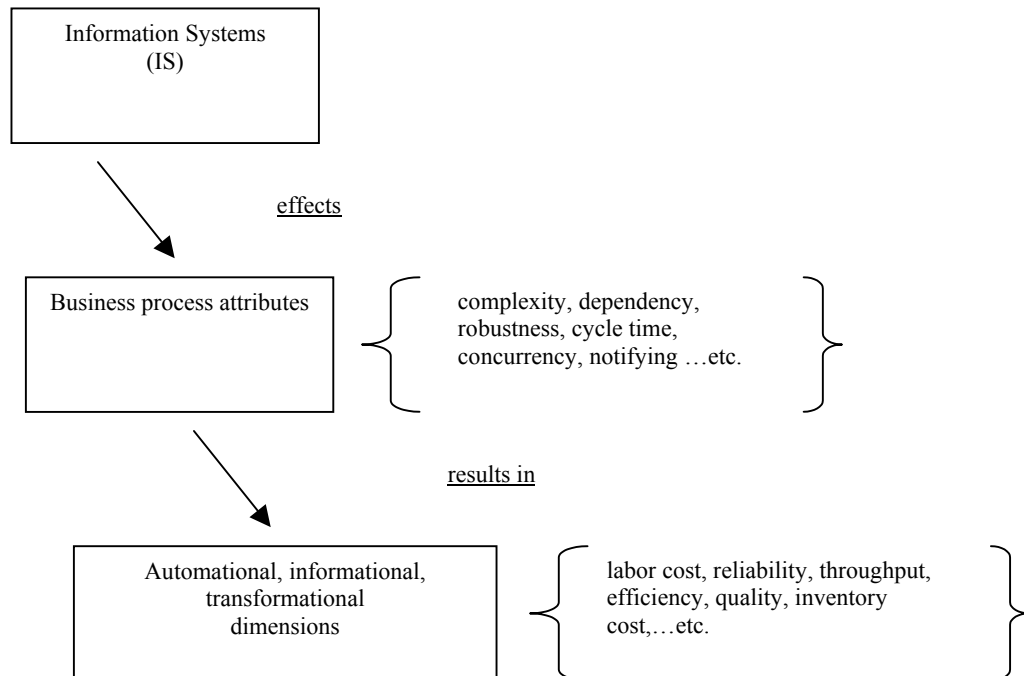 Information Systems
(IS)
effects
Business process attributes
complexity, dependency,
robustness, cycle time,
concurrency, notifying …etc.
results in
Automational, informational,
transformational
dimensions
labor cost, reliability, throughput,
efficiency, quality, inventory
cost,…etc.